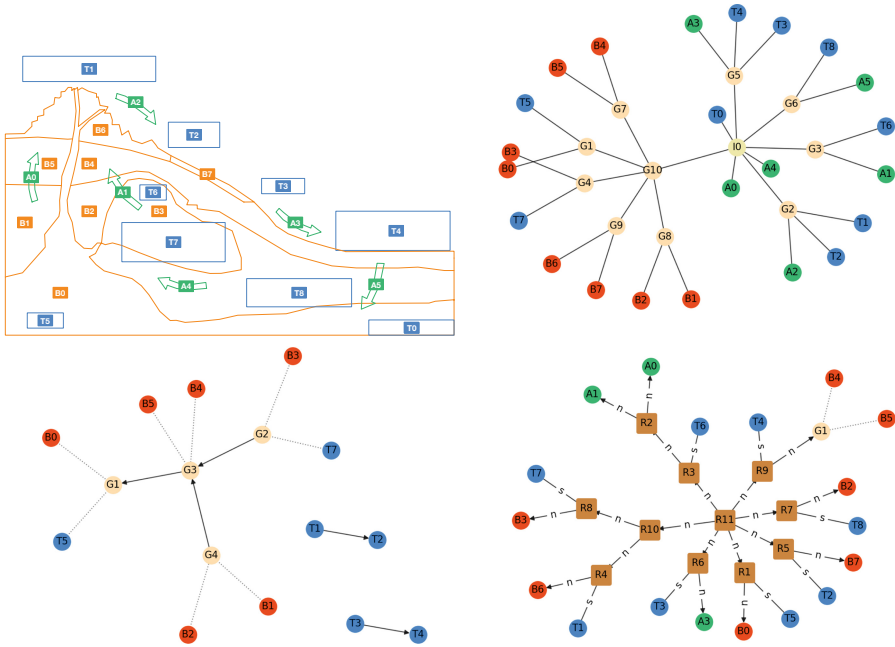 T1
A2
B6
T2
B5
B4
A0
B7
A1
T6
T3
B1
B2
B3
A3
T4
T7
A4
T8
A5
B0
T5
T0
A3
T4
T3
B4
T8
B5
G5
A5
G6
T5
G7
T0
T6
B3
G1
I0
G3
B0
G10
A4
A1
G4
A0
T7
G9
G8
G2
T1
B6
T2
B7
A2
B2
B1
B3
B5
B4
B0
G2
G3
T7
G1
T5
T1
T2
G4
B1
B2
T3
T4
A0
B4
A1
n
n
R2
T6
T4
G1
B5
n
s
s
n
T7
R3
R9
s
n
n
B2
R8
R7
n
B3
n
n
R10
n
R11
n
s
T8
n
n
n
n
R5
n
B7
R4
R6
R1
B6
n
s
s
n
n
s
s
T2
T3
A3
T5
T1
B0